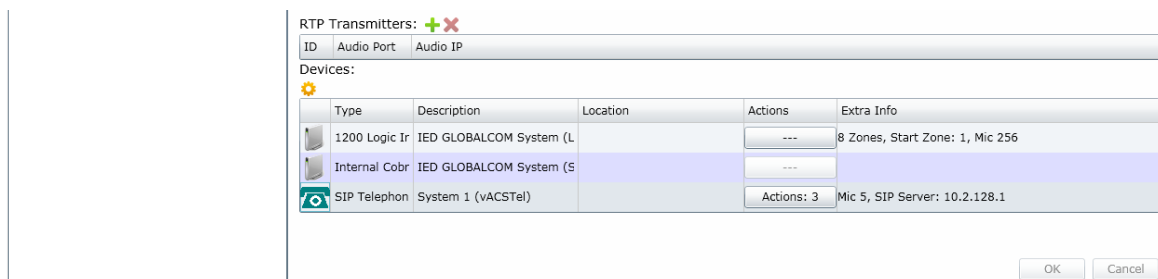 RTP Transmitters:
ID Audio Port Audio IP
Devices:
Type Description Location Actions Extra Info
1200 Logic Ir IED GLOBALCOM System (L --- 8 Zones, Start Zone: 1, Mic 256
Internal Cobr IED GLOBALCOM System (S ---
SIP Telephon System 1 (vACSTel) Actions: 3 Mic 5, SIP Server: 10.2.128.1
OK Cancel